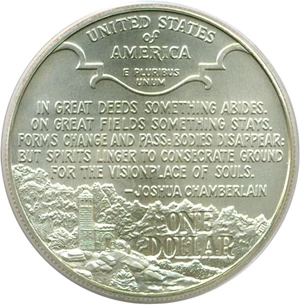 UNITED STATES
of
AMERICA
E PLURIBUS
UNUM
IN GREAT DEEDS SOMETHING ABIDES.
ON GREAT FIELDS SOMETHING STAYS.
FORMS CHANGE AND PASS; BODIES DISAPPEAR;
BUT SPIRITS LINGER TO CONSECRATE GROUND
FOR THE VISIONPLACE OF SOULS.
—JOSHUA CHAMBERLAIN
ONE
DOLLAR